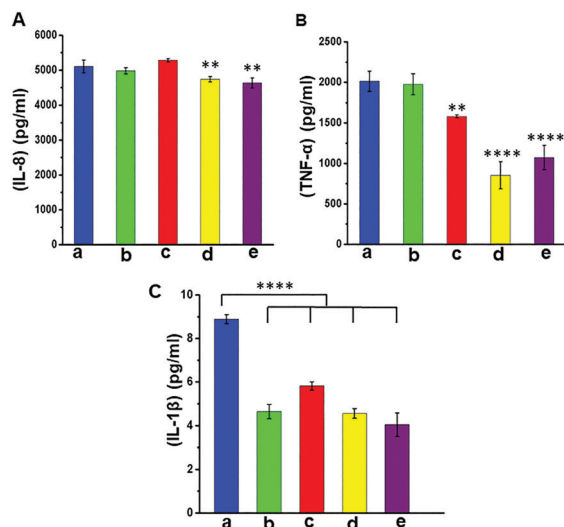 A
(IL-8) (pg/ml)
6000
5000
4000
3000
2000
1000
0
** **
a b c d e
B
(TNF-α) (pg/ml)
2500
2000
1500
1000
500
0
** **** ****
a b c d e
C
(IL-1β) (pg/ml)
10
8
6
4
2
0
****
a b c d e